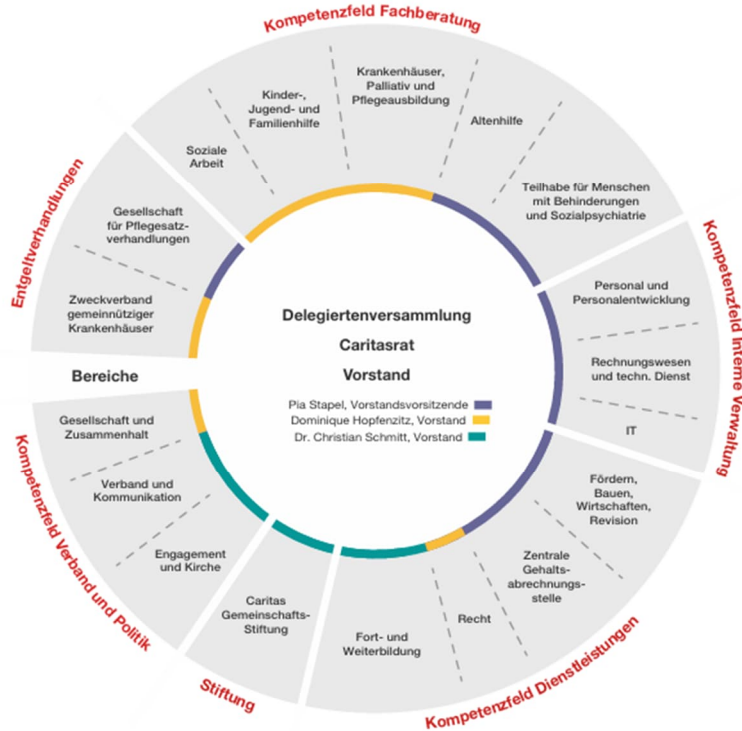 Kompetenzfeld Fachberatung
Soziale
Arbeit
Kinder-,
Jugend- und
Familienhilfe
Krankenhäuser,
Palliativ und
Pflegeausbildung
Altenhilfe
Teilhabe für Menschen
mit Behinderungen
und Sozialpsychiatrie
Kompetenzfeld Interne Verwaltung
Personal und
Personalentwicklung
Rechnungswesen
und techn. Dienst
IT
Kompetenzfeld Dienstleistungen
Fördern,
Bauen,
Wirtschaften,
Revision
Zentrale
Gehalts-
abrechnungs-
stelle
Recht
Fort- und
Weiterbildung
Stiftung
Caritas
Gemeinschafts-
Stiftung
Kompetenzfeld Verband und Politik
Engagement
und Kirche
Verband und
Kommunikation
Gesellschaft und
Zusammenhalt
Bereiche
Entgeltverhandlungen
Zweckverband
gemeinnütziger
Krankenhäuser
Gesellschaft
für Pflegesatz-
verhandlungen
Delegiertenversammlung
Caritasrat
Vorstand
Pia Stapel, Vorstandsvorsitzende
Dominique Hopfenzitz, Vorstand
Dr. Christian Schmitt, Vorstand